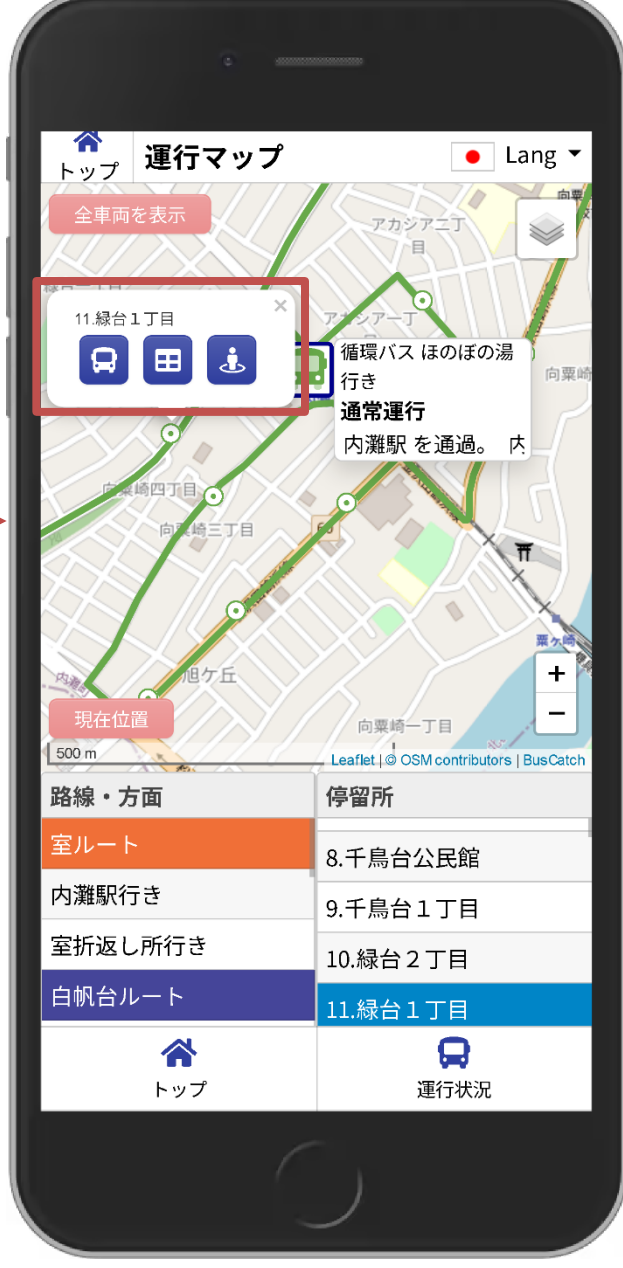 トップ
運行マップ
Lang
全車両を表示
アカシア二丁
目
11.緑台１丁目
×
アカシア一丁
循環バス ほのぼの湯
行き
通常運行
内灘駅 を通過。 内
向粟崎
向粟崎四丁目
向粟崎三丁目
粟ヶ崎
旭ケ丘
+
現在位置
−
向粟崎一丁目
500 m
Leaflet | © OSM contributors | BusCatch
路線・方面
停留所
室ルート
8.千鳥台公民館
内灘駅行き
9.千鳥台１丁目
室折返し所行き
10.緑台２丁目
白帆台ルート
11.緑台１丁目
トップ
運行状況